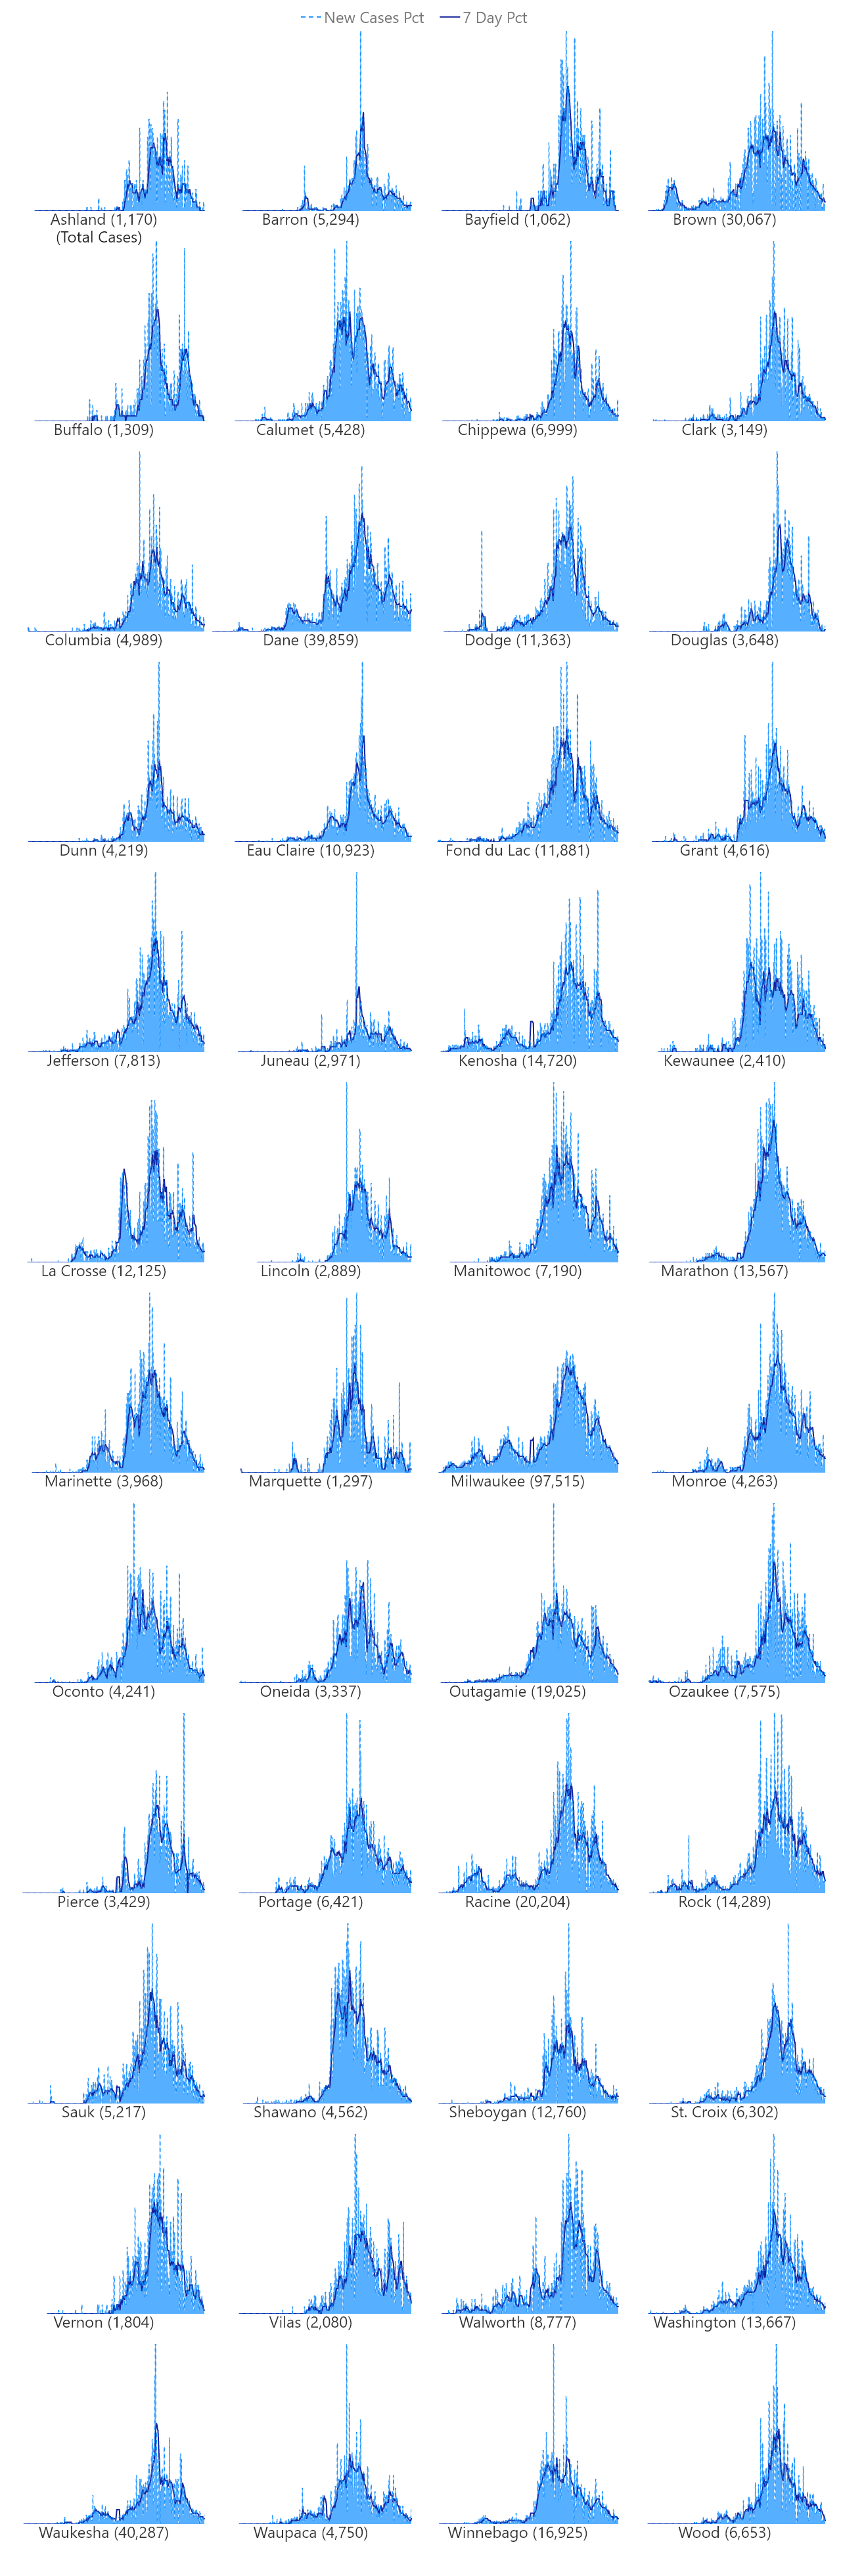 New Cases Pct 7 Day Pct
Ashland (1,170) Barron (5,294) Bayfield (1,062) Brown (30,067)
(Total Cases)
Buffalo (1,309) Calumet (5,428) Chippewa (6,999) Clark (3,149)
Columbia (4,989) Dane (39,859) Dodge (11,363) Douglas (3,648)
Dunn (4,219) Eau Claire (10,923) Fond du Lac (11,881) Grant (4,616)
Jefferson (7,813) Juneau (2,971) Kenosha (14,720) Kewaunee (2,410)
La Crosse (12,125) Lincoln (2,889) Manitowoc (7,190) Marathon (13,567)
Marinette (3,968) Marquette (1,297) Milwaukee (97,515) Monroe (4,263)
Oconto (4,241) Oneida (3,337) Outagamie (19,025) Ozaukee (7,575)
Pierce (3,429) Portage (6,421) Racine (20,204) Rock (14,289)
Sauk (5,217) Shawano (4,562) Sheboygan (12,760) St. Croix (6,302)
Vernon (1,804) Vilas (2,080) Walworth (8,777) Washington (13,667)
Waukesha (40,287) Waupaca (4,750) Winnebago (16,925) Wood (6,653)